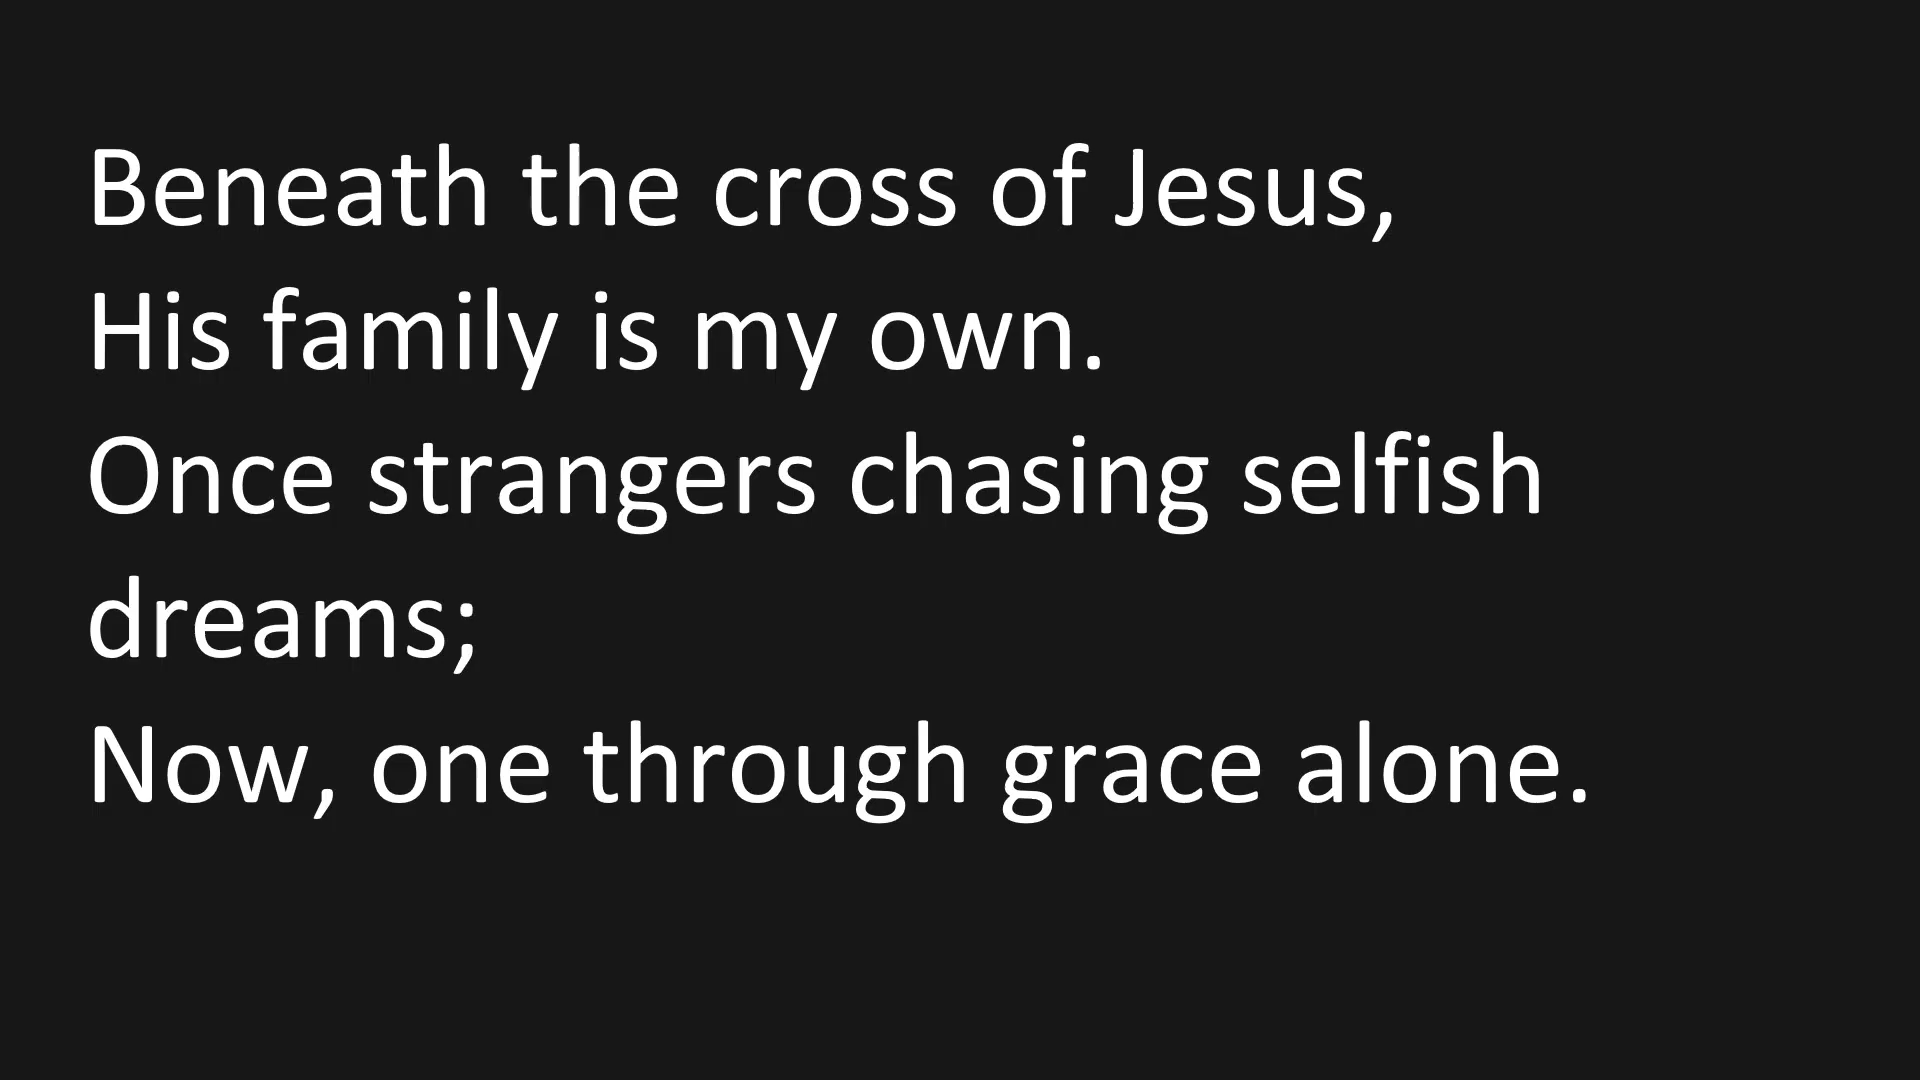 Beneath the cross of Jesus,
His family is my own.
Once strangers chasing selfish
dreams;
Now, one through grace alone.